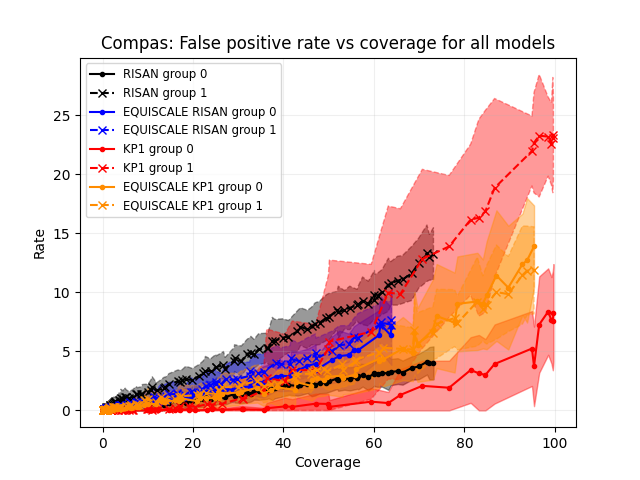 Compas: False positive rate vs coverage for all models
RISAN group 0
RISAN group 1
EQUISCALE RISAN group 0
EQUISCALE RISAN group 1
KP1 group 0
KP1 group 1
EQUISCALE KP1 group 0
EQUISCALE KP1 group 1
25
20
15
10
5
0
Rate
0 20 40 60 80 100
Coverage